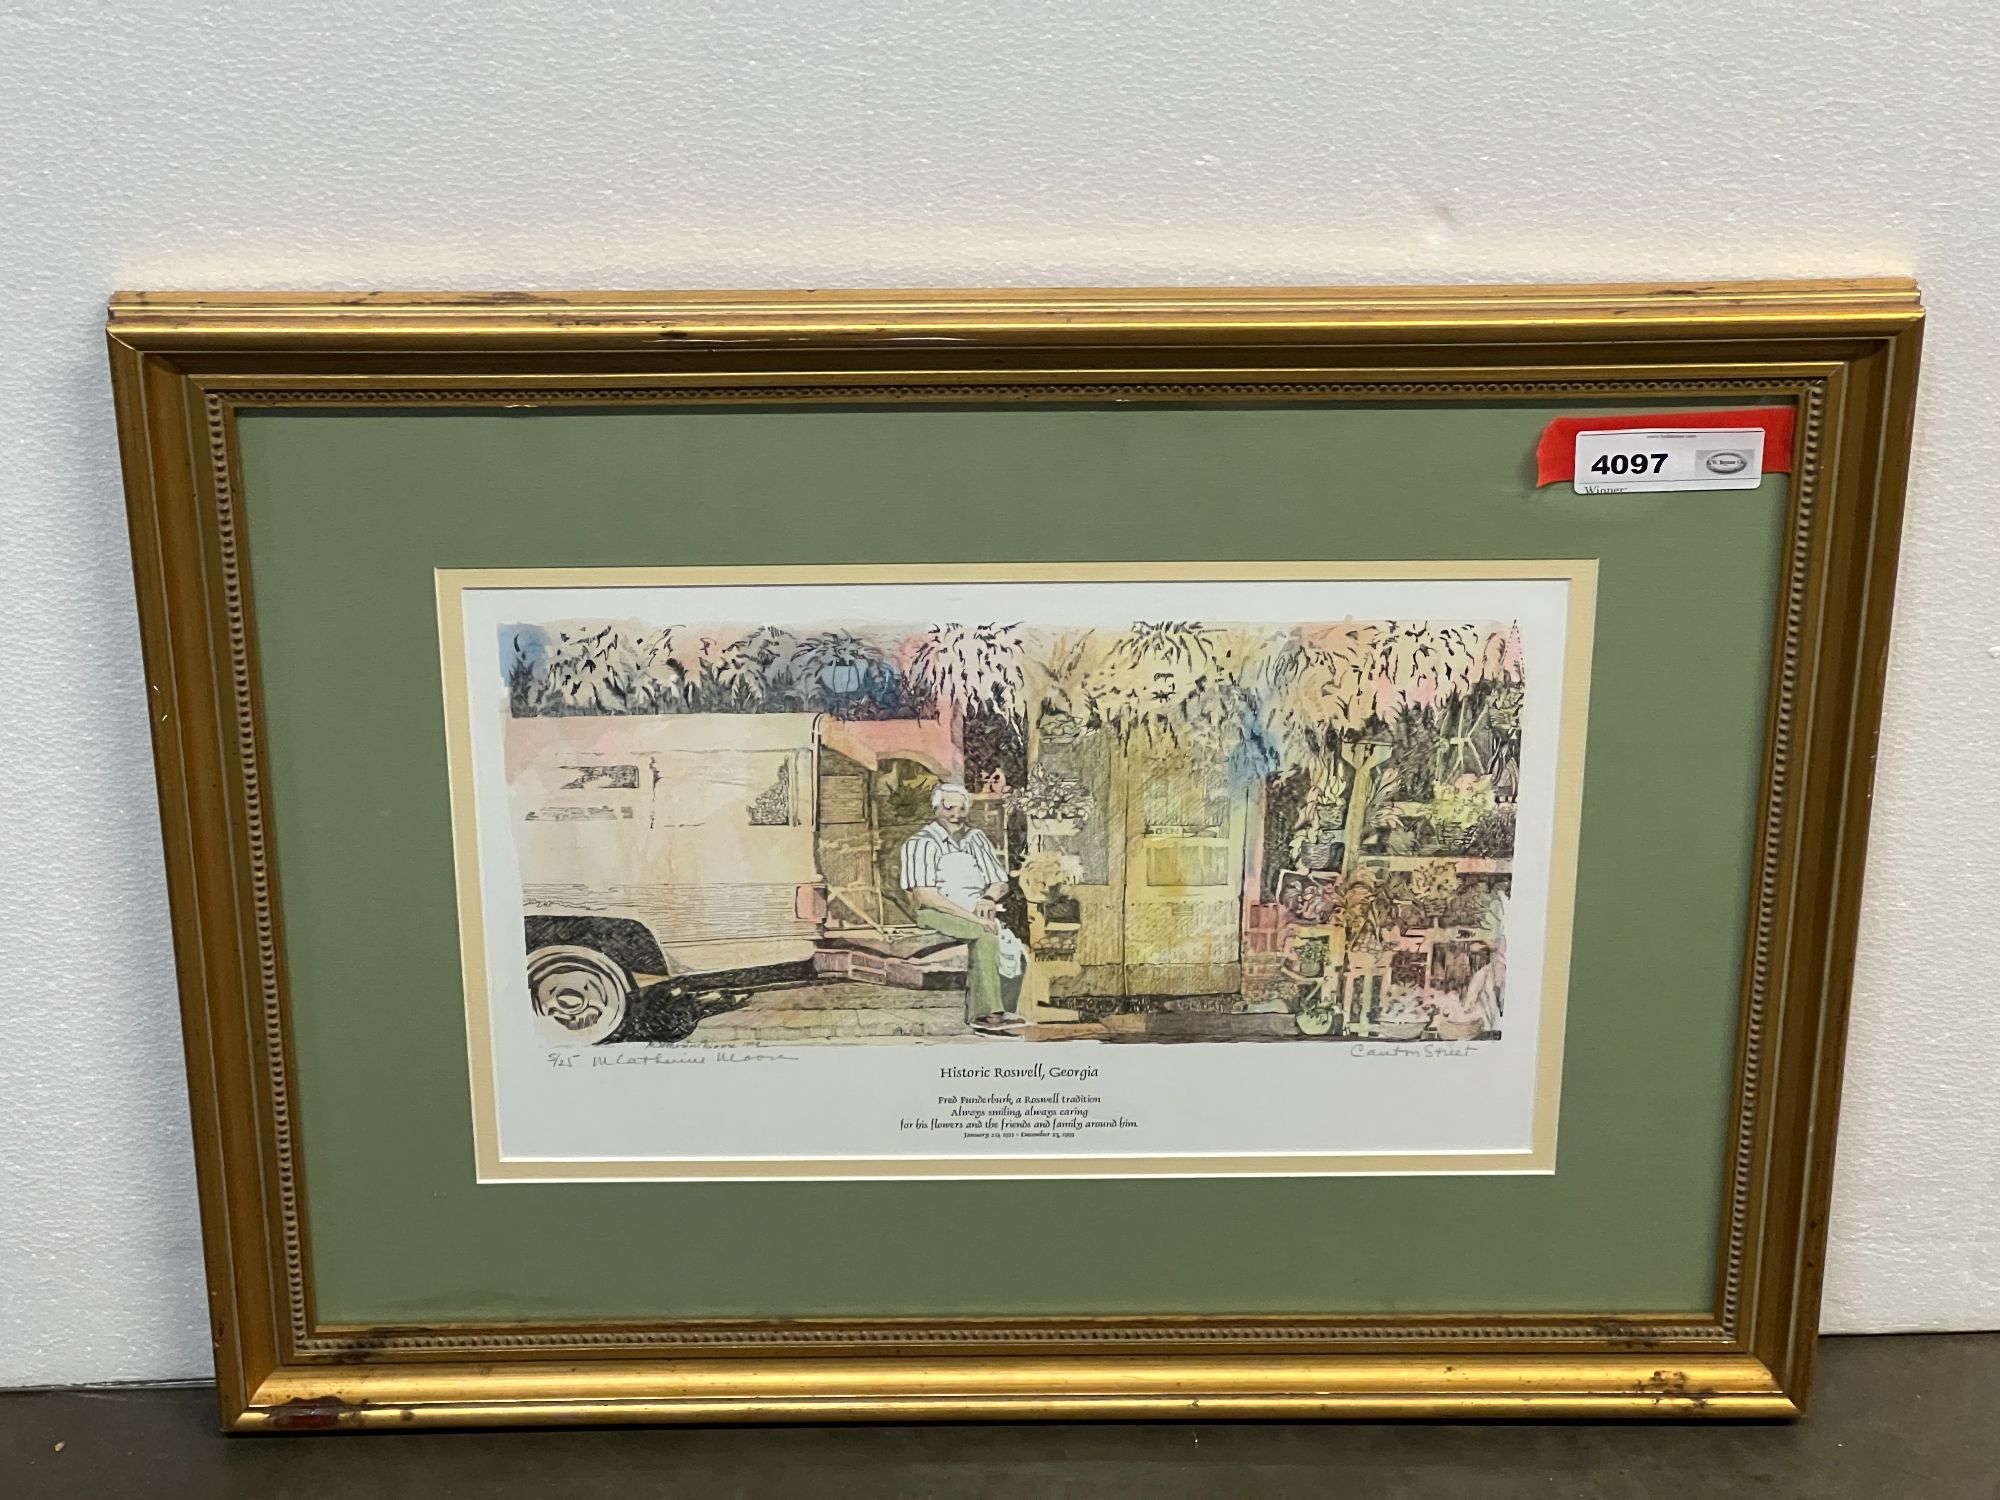 4097
Winner:
OPEN
5/25 M Catherine Moore
Canton Street
Historic Roswell, Georgia
Fred Funderburk, a Roswell tradition
Always smiling, always caring
for his flowers and the friends and family around him.